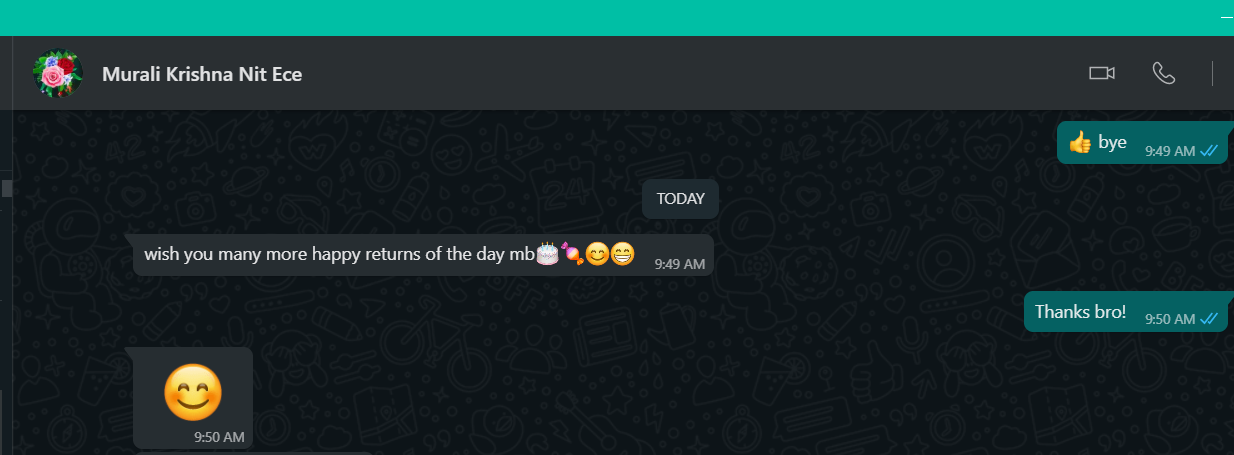 Murali Krishna Nit Ece
👍 bye 9:49 AM
TODAY
wish you many more happy returns of the day mb🎂🍬😊😁 9:49 AM
Thanks bro! 9:50 AM
😊
9:50 AM